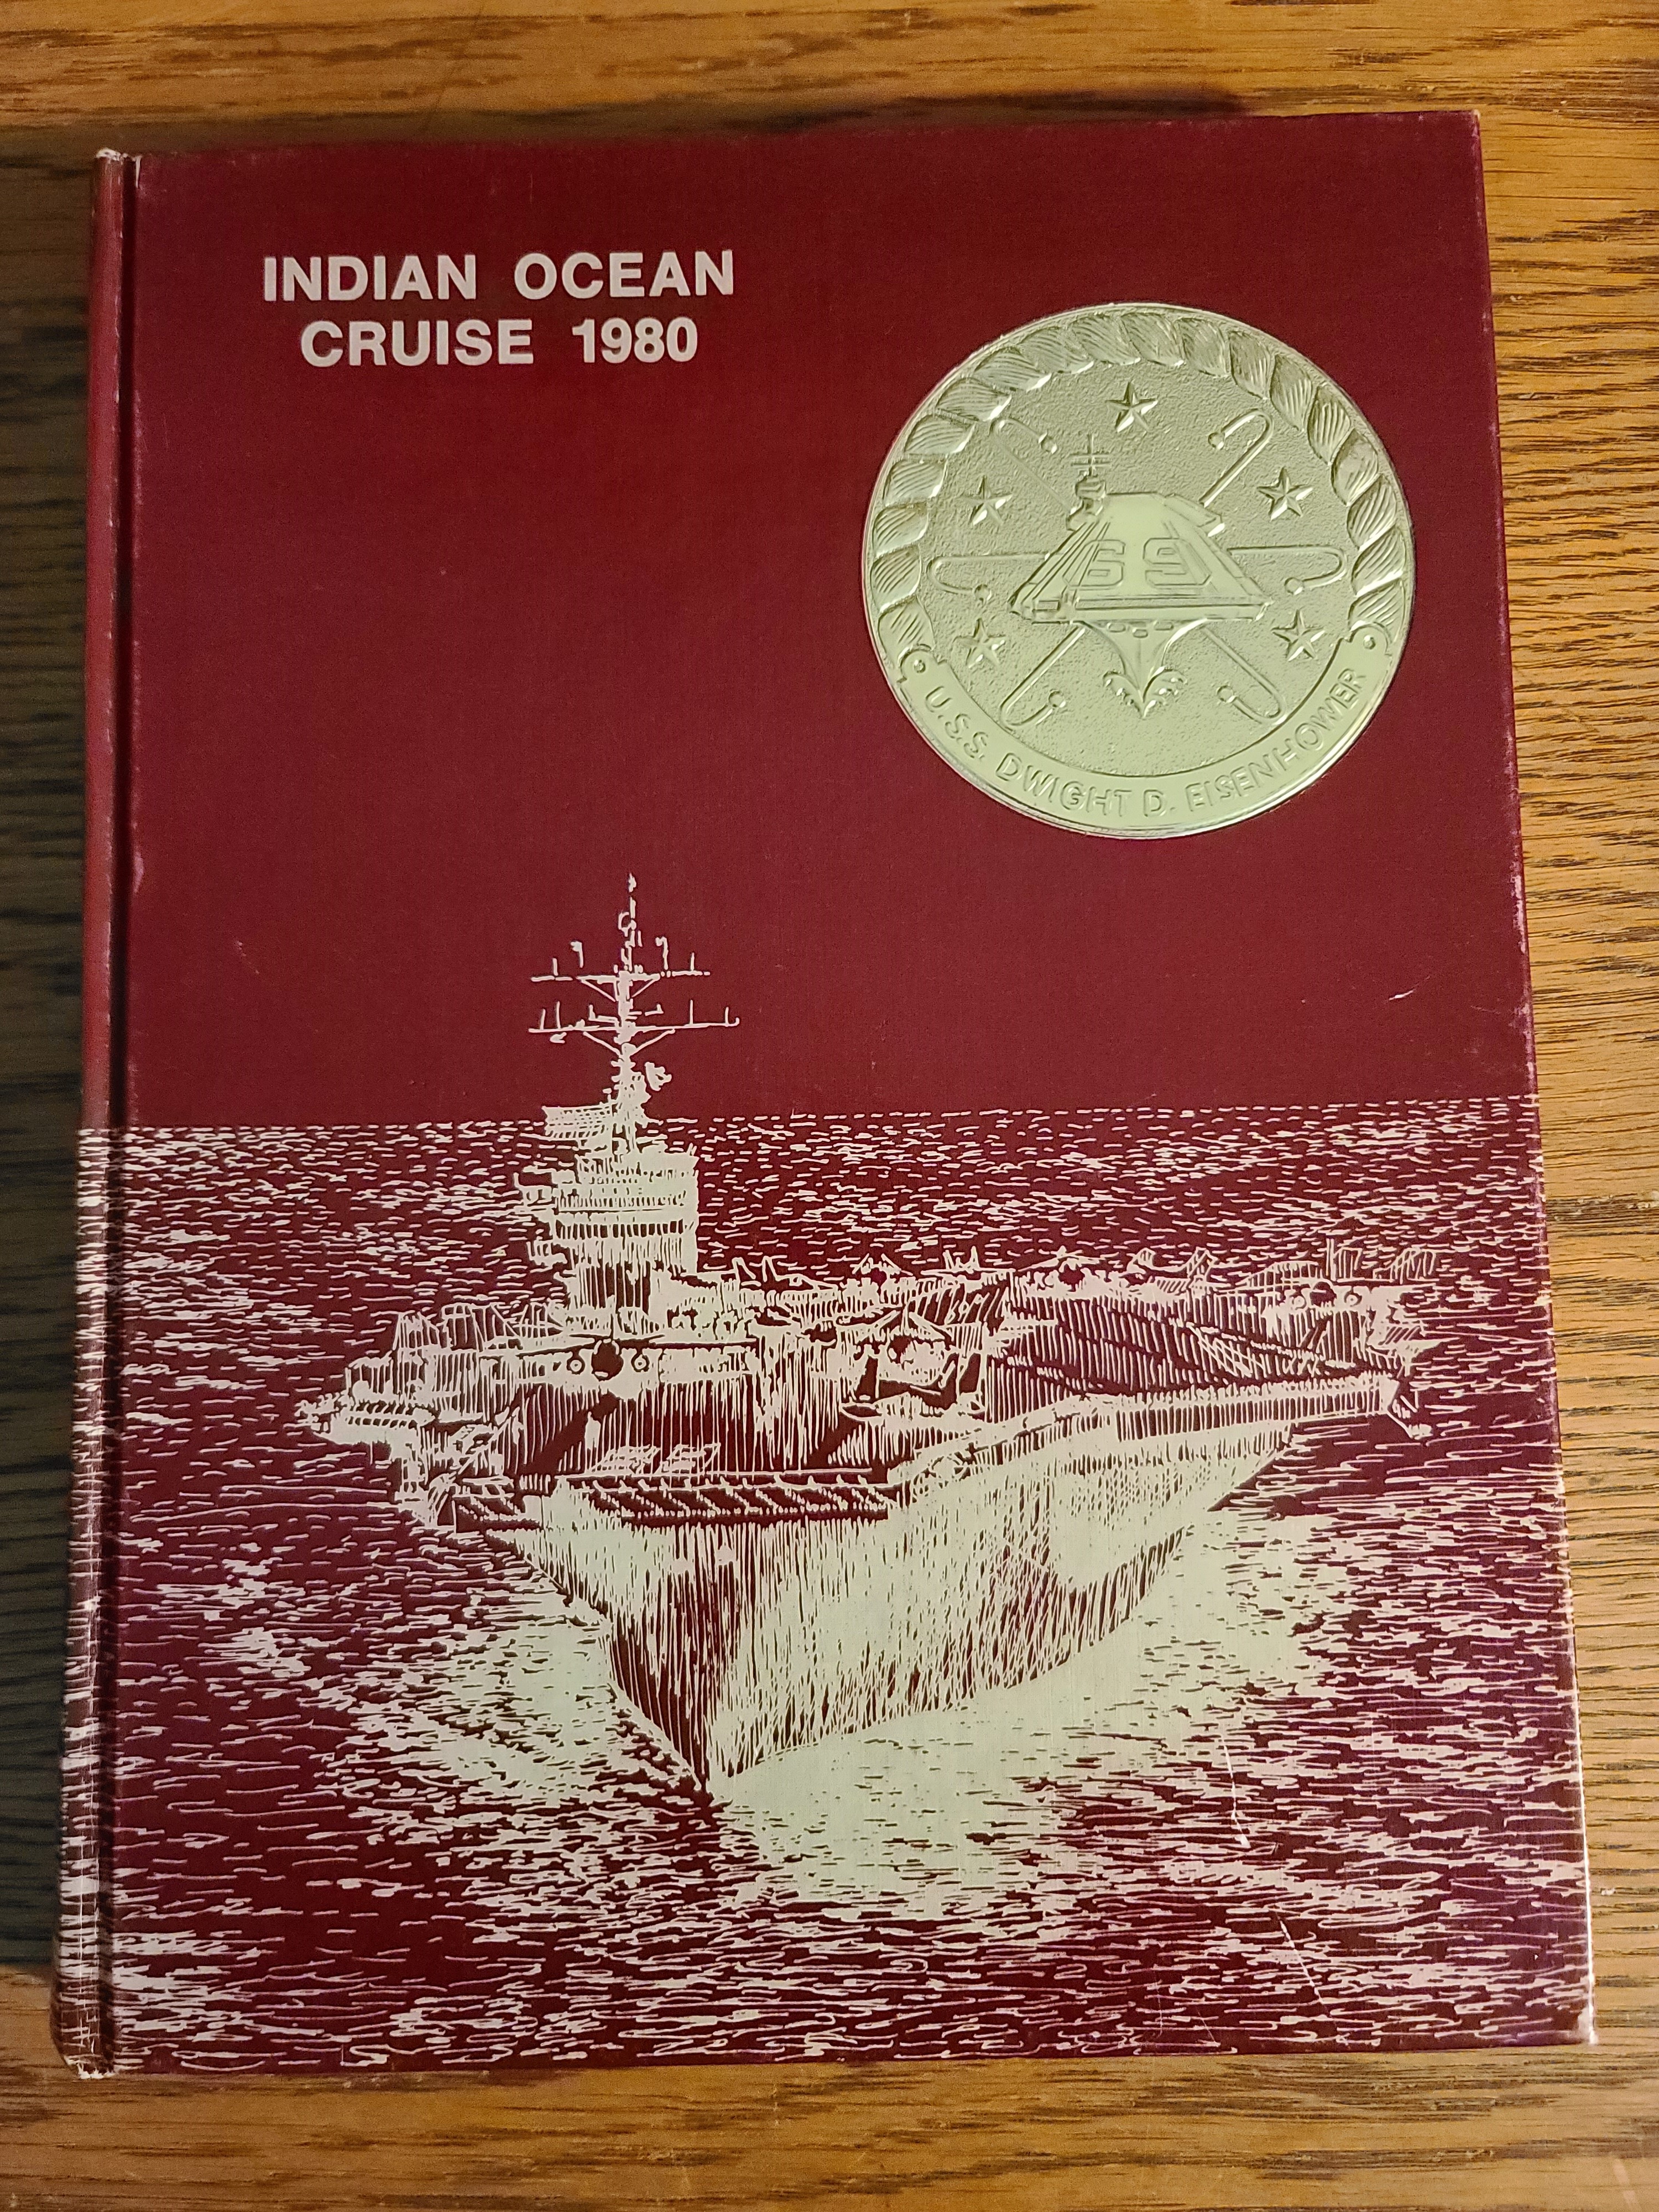 INDIAN OCEAN
CRUISE 1980
69
U.S.S. DWIGHT D. EISENHOWER